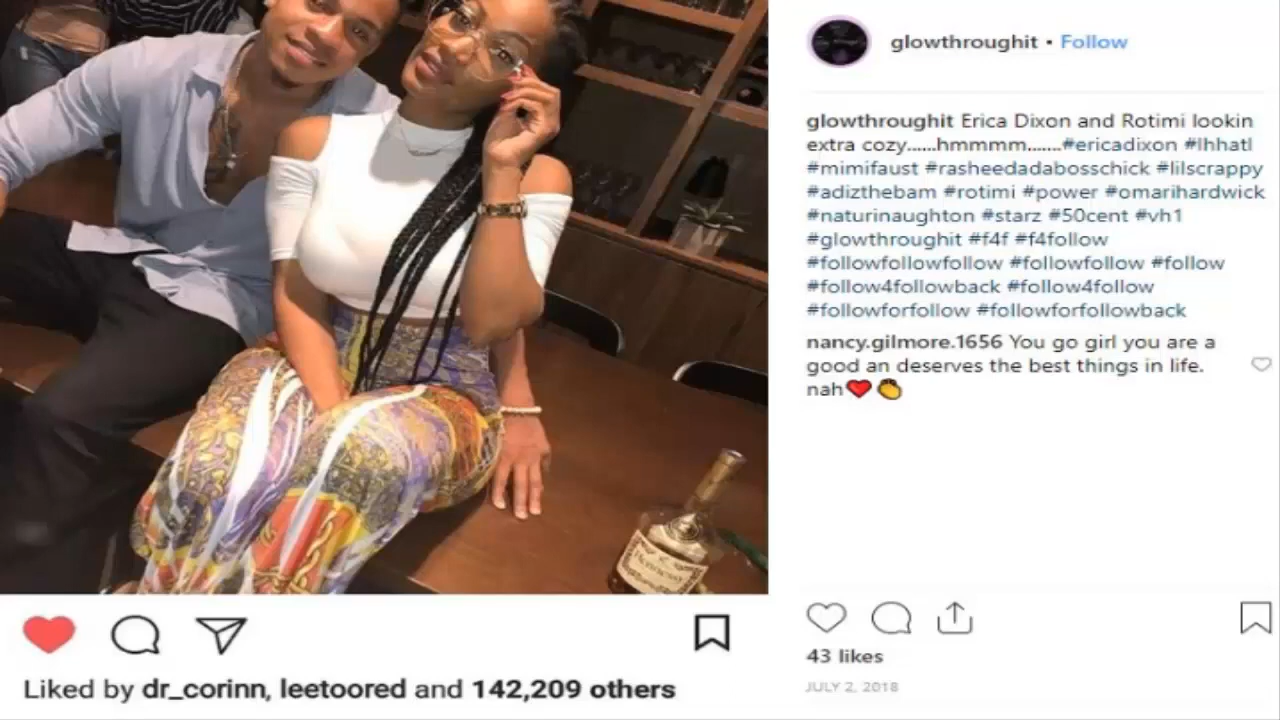 glowthroughit • Follow
glowthroughit Erica Dixon and Rotimi lookin
extra cozy......hmmmm.......#ericadixon #lhhatl
#mimifaust #rasheedadabosschick #lilscrappy
#adizthebam #rotimi #power #omarihardwick
#naturinaughton #starz #50cent #vh1
#glowthroughit #f4f #f4follow
#followfollowfollow #followfollow #follow
#follow4followback #follow4follow
#followforfollow #followforfollowback
nancy.gilmore.1656 You go girl you are a
good an deserves the best things in life.
nah❤️👏
Hennessy
43 likes
JULY 2, 2018
Liked by dr_corinn, leetoored and 142,209 others